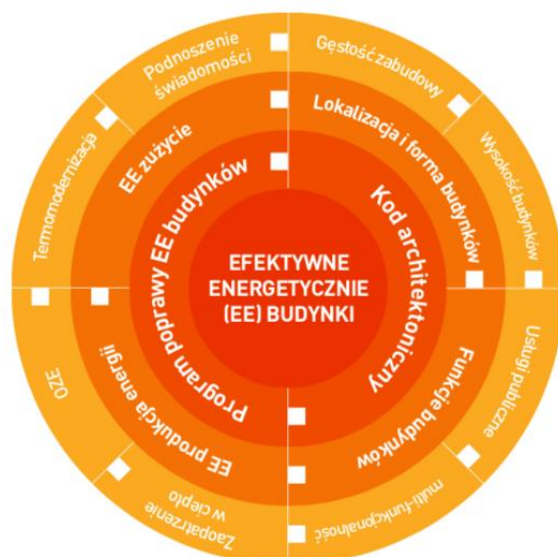 EFEKTYWNE
ENERGETYCZNIE
(EE) BUDYNKI
Program poprawy EE budynków
Kod architektoniczny
EE zużycie
Lokalizacja i forma budynków
Funkcje budynków
EE produkcja energii
Podnoszenie
świadomości
Gęstość zabudowy
Wysokość budynków
Usługi publiczne
multi-funkcjonalność
Zaopatrzenie
w ciepło
OZE
Termomodernizacja